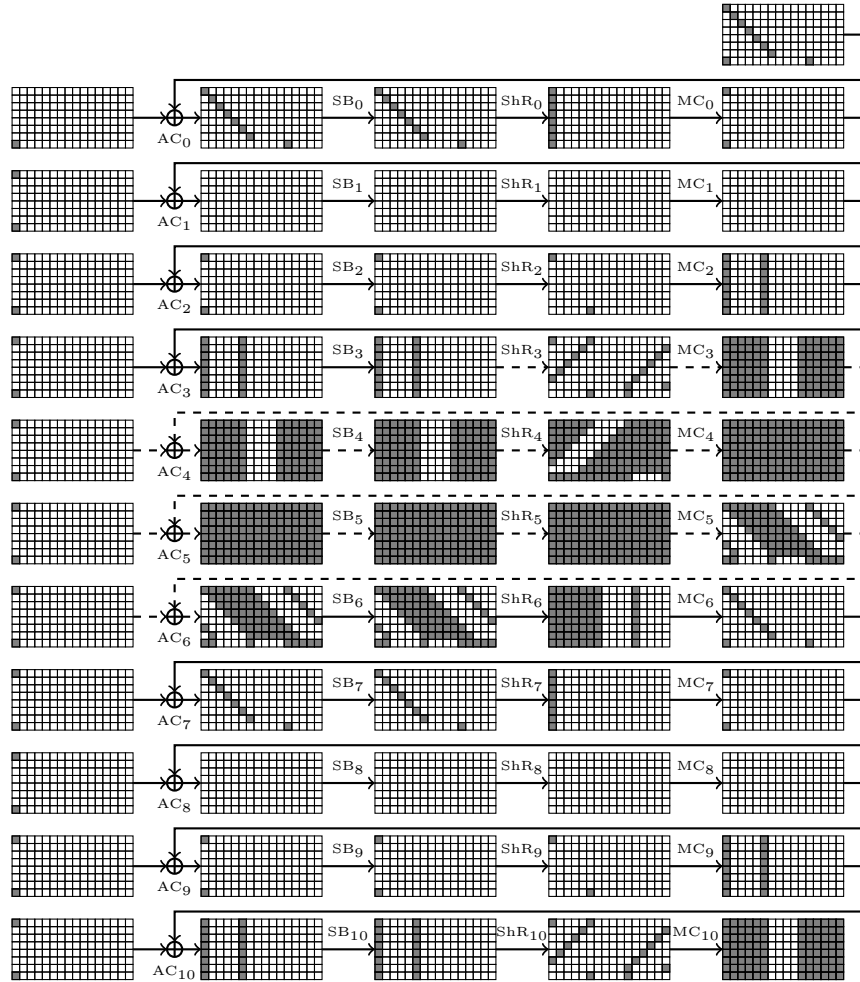 SB0 ShR0 MC0
AC0
SB1 ShR1 MC1
AC1
SB2 ShR2 MC2
AC2
SB3 ShR3 MC3
AC3
SB4 ShR4 MC4
AC4
SB5 ShR5 MC5
AC5
SB6 ShR6 MC6
AC6
SB7 ShR7 MC7
AC7
SB8 ShR8 MC8
AC8
SB9 ShR9 MC9
AC9
SB10 ShR10 MC10
AC10